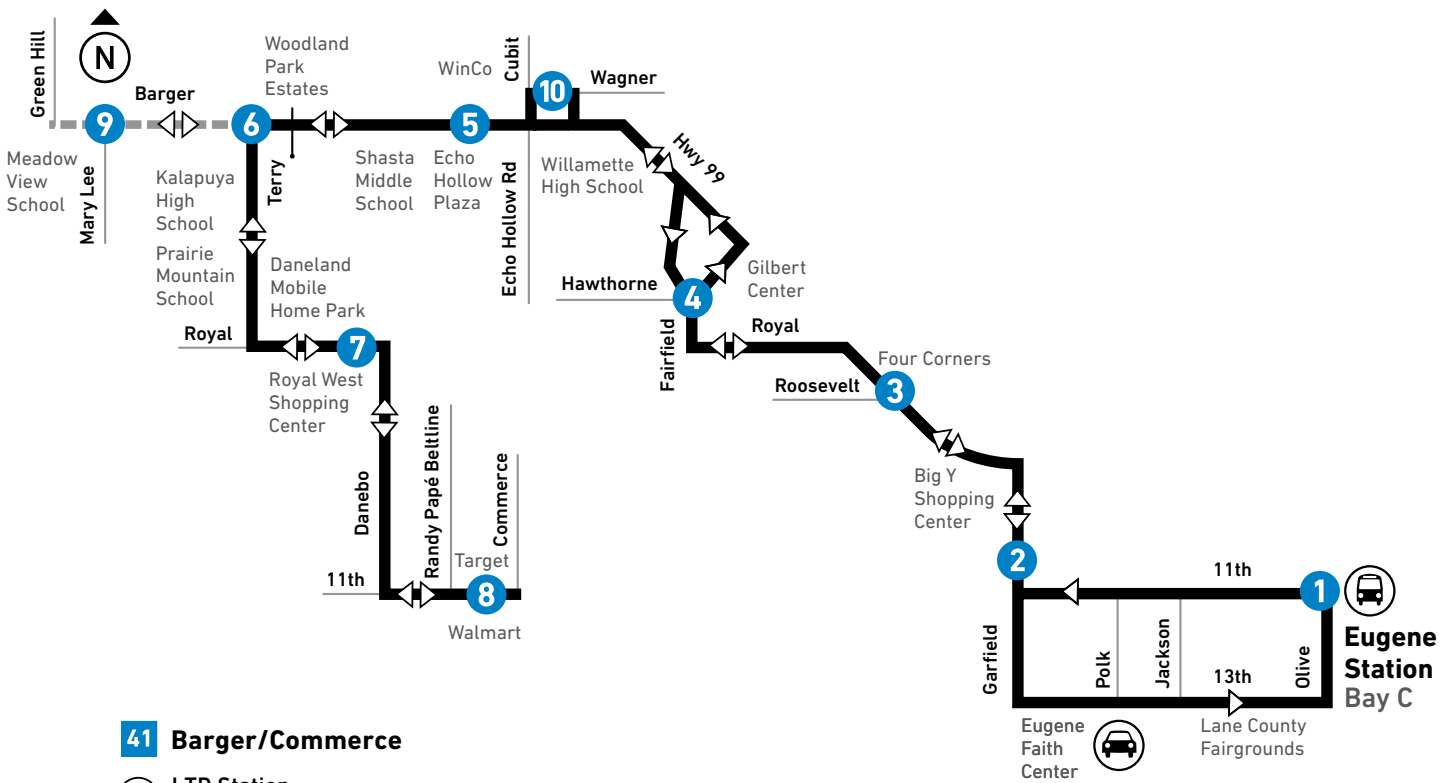 Green Hill
N
Barger
9
6
Meadow
View
School
Mary Lee
Woodland
Park
Estates
Terry
WinCo
5
Cubit
10
Wagner
Hwy 99
Kalapuya
High
School
Prairie
Mountain
School
Shasta
Middle
School
Echo
Hollow
Plaza
Echo Hollow Rd
Willamette
High School
Daneland
Mobile
Home Park
Royal
7
Royal West
Shopping
Center
Hawthorne
4
Gilbert
Center
Fairfield
Royal
Four Corners
Roosevelt
3
Big Y
Shopping
Center
Danebo
Randy Papé Beltline
Commerce
Target
11th
8
Walmart
2
11th
1
Eugene
Station
Bay C
Garfield
Polk
Jackson
13th
Olive
Eugene
Faith
Center
Lane County
Fairgrounds
41 Barger/Commerce
LTD Station